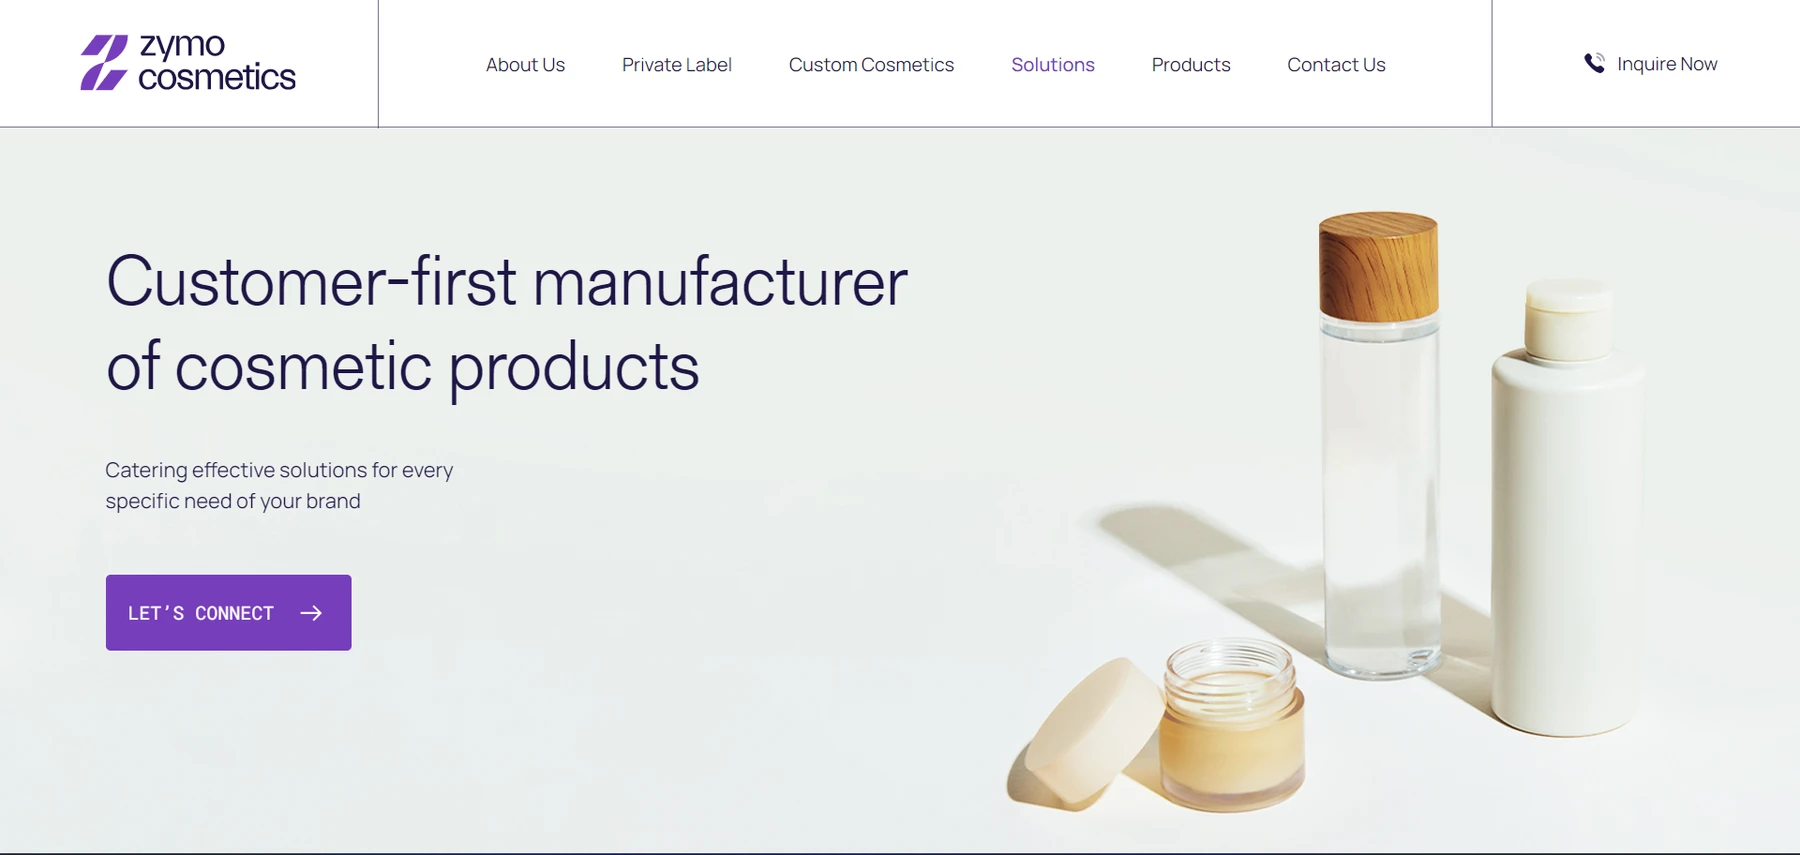 zymo
cosmetics
About Us
Private Label
Custom Cosmetics
Solutions
Products
Contact Us
Inquire Now
Customer-first manufacturer
of cosmetic products
Catering effective solutions for every
specific need of your brand
LET’S CONNECT